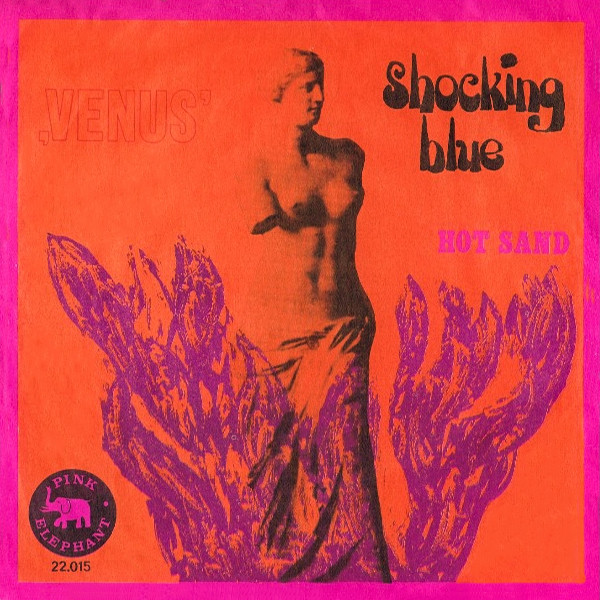 ‚VENUS’
shocking
blue
HOT SAND
PINK
ELEPHANT
22.015